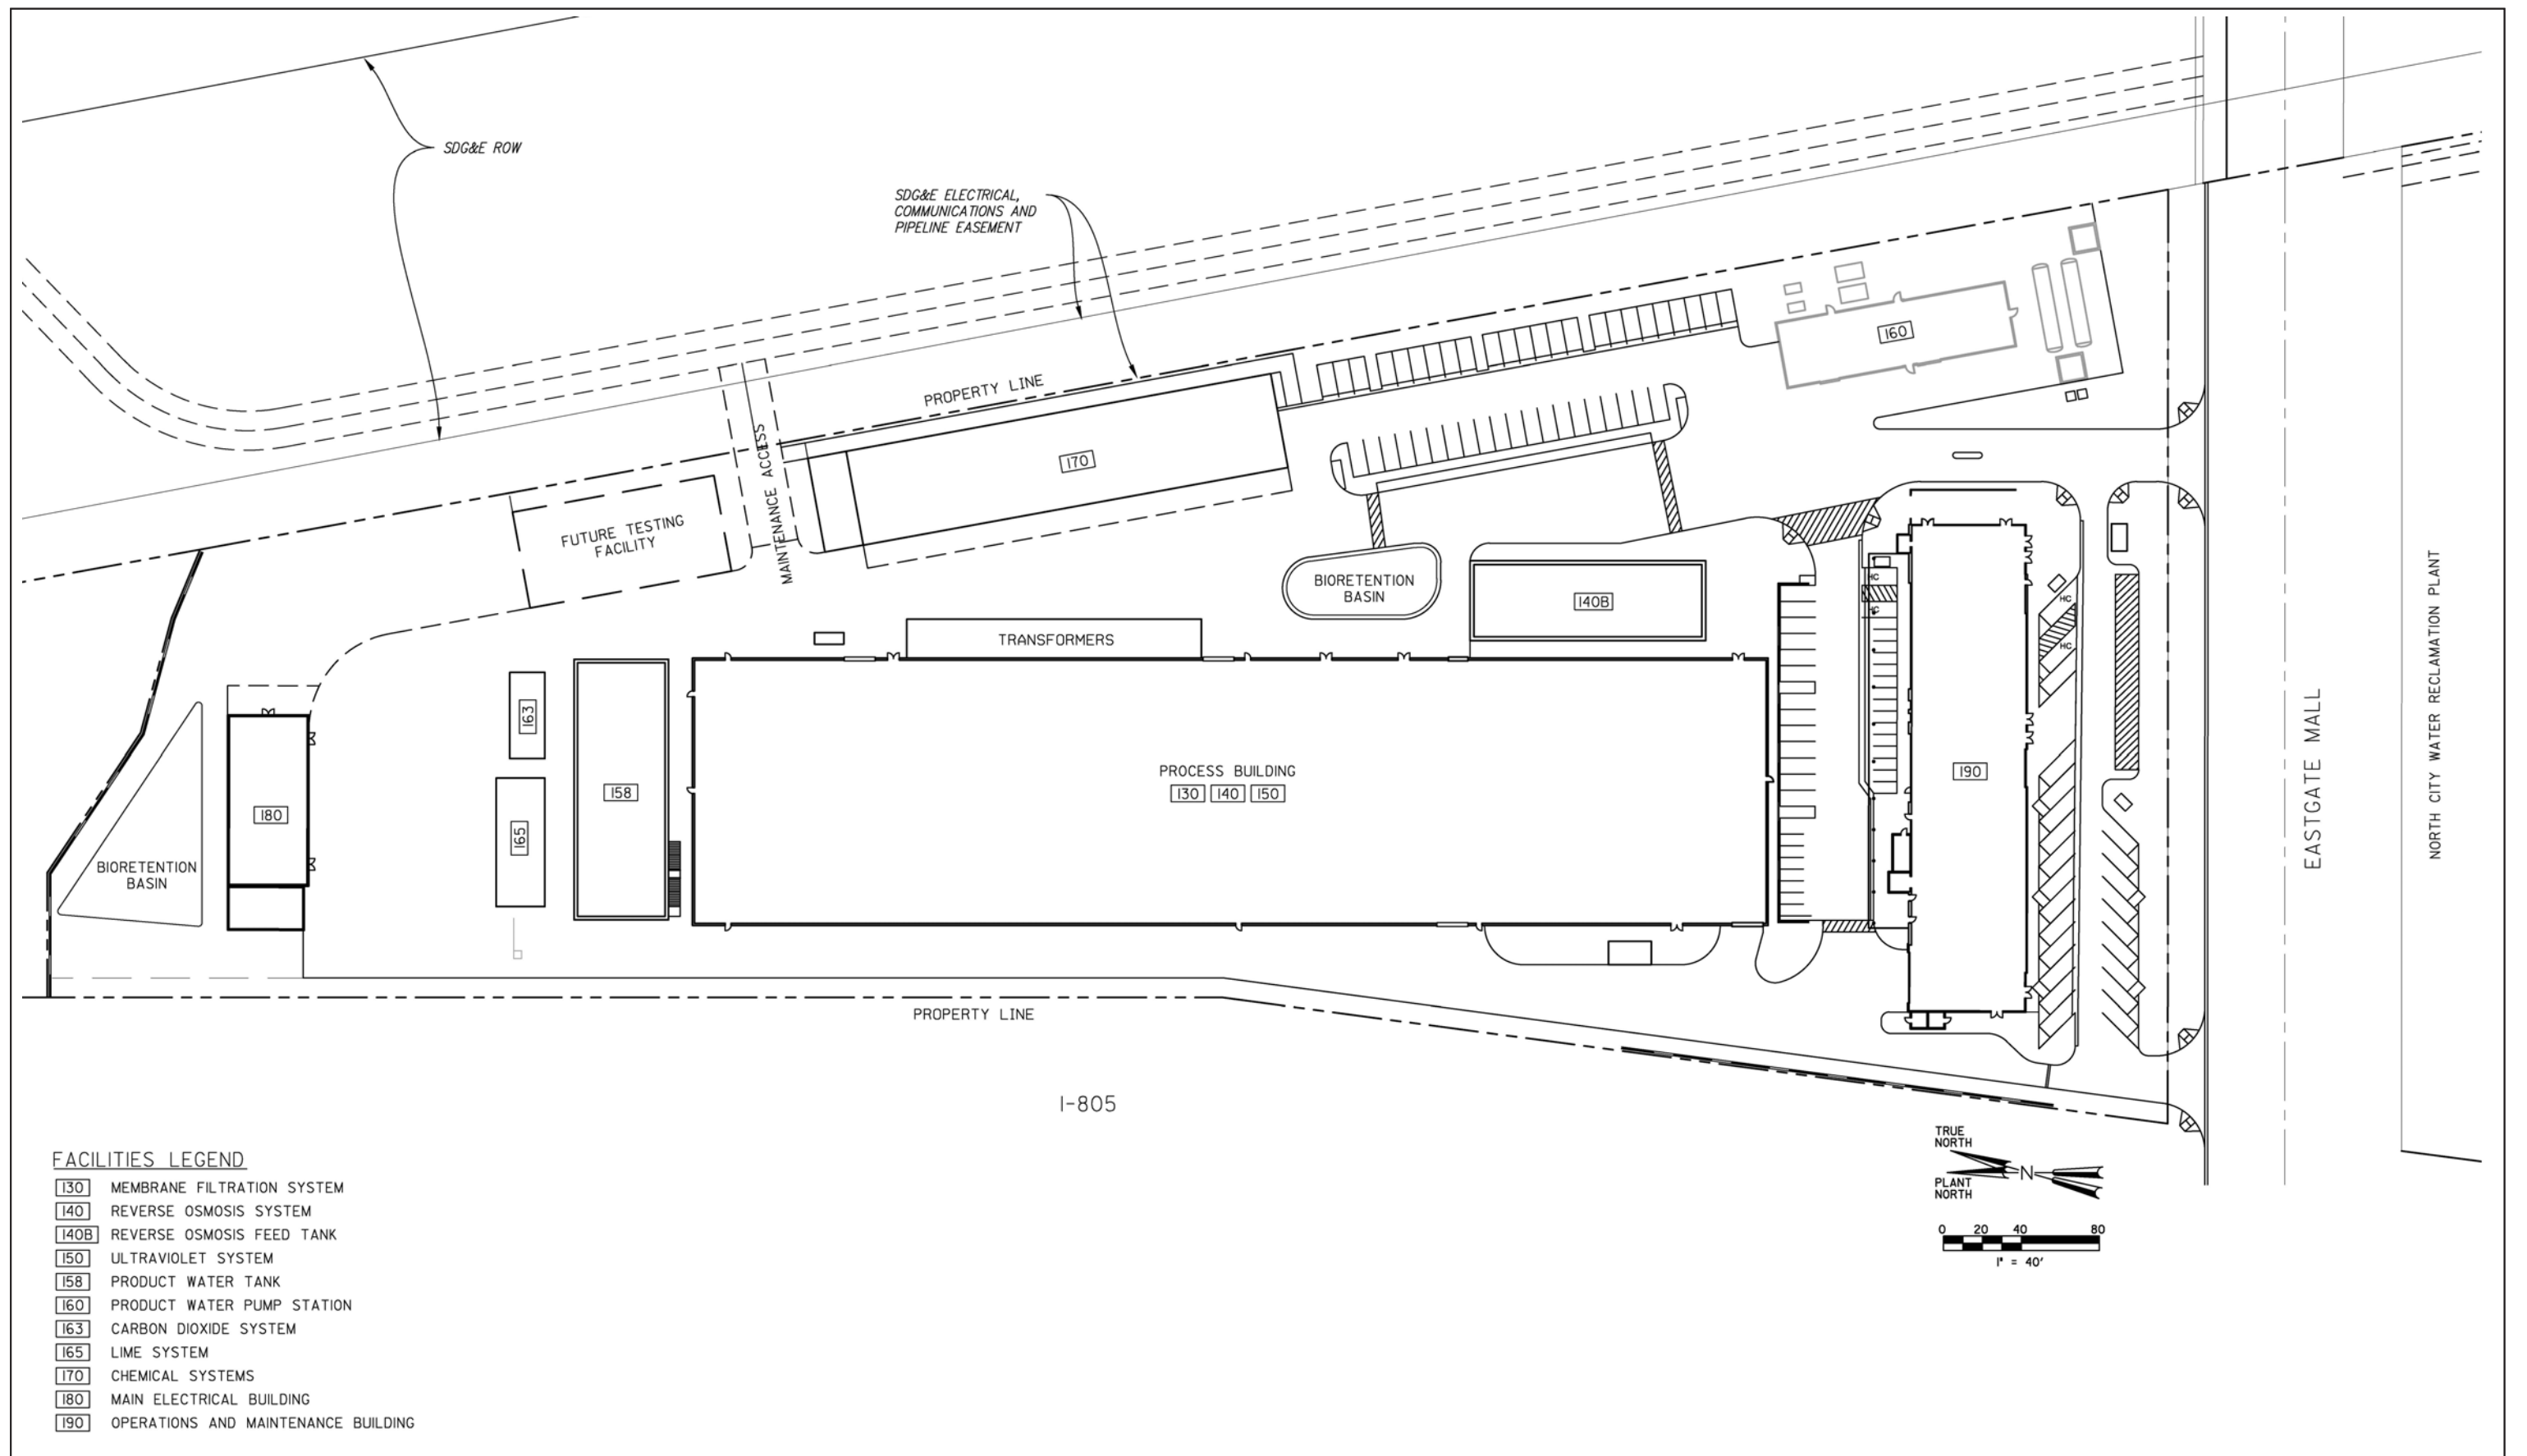 SDG&E ROW
SDG&E ELECTRICAL,
COMMUNICATIONS AND
PIPELINE EASEMENT
PROPERTY LINE
160
170
MAINTENANCE ACCESS
FUTURE TESTING
FACILITY
BIORETENTION
BASIN
140B
HC
HC
HC
HC
TRANSFORMERS
163
158
165
180
BIORETENTION
BASIN
PROCESS BUILDING
130 140 150
190
EASTGATE MALL
NORTH CITY WATER RECLAMATION PLANT
PROPERTY LINE
I-805
TRUE
NORTH
N
PLANT
NORTH
0 20 40 80
1" = 40'
FACILITIES LEGEND
130 MEMBRANE FILTRATION SYSTEM
140 REVERSE OSMOSIS SYSTEM
140B REVERSE OSMOSIS FEED TANK
150 ULTRAVIOLET SYSTEM
158 PRODUCT WATER TANK
160 PRODUCT WATER PUMP STATION
163 CARBON DIOXIDE SYSTEM
165 LIME SYSTEM
170 CHEMICAL SYSTEMS
180 MAIN ELECTRICAL BUILDING
190 OPERATIONS AND MAINTENANCE BUILDING